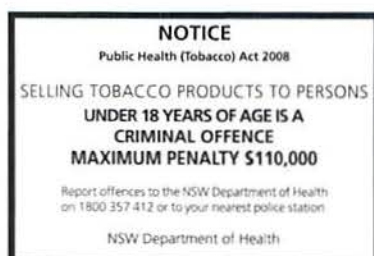 NOTICE
Public Health (Tobacco) Act 2008
SELLING TOBACCO PRODUCTS TO PERSONS
UNDER 18 YEARS OF AGE IS A
CRIMINAL OFFENCE
MAXIMUM PENALTY $110,000
Report offences to the NSW Department of Health
on 1800 357 412 or to your nearest police station
NSW Department of Health